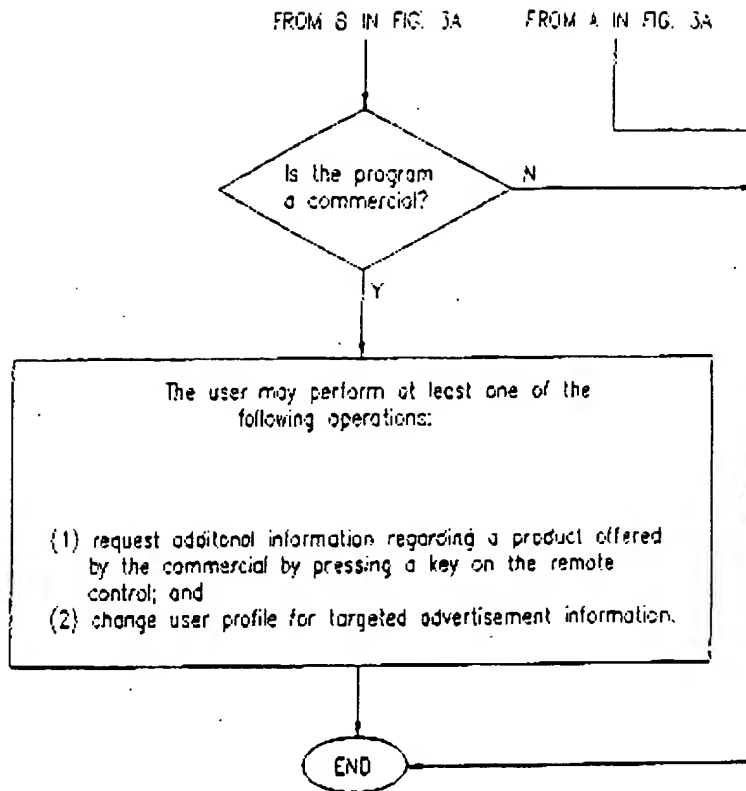 FROM B IN FIG. 3A
FROM A IN FIG. 3A
Is the program
a commercial?
N
Y
The user may perform at least one of the
following operations:
(1) request additonal information regarding a product offered
by the commercial by pressing a key on the remote
control; and
(2) change user profile for targeted advertisement information.
END